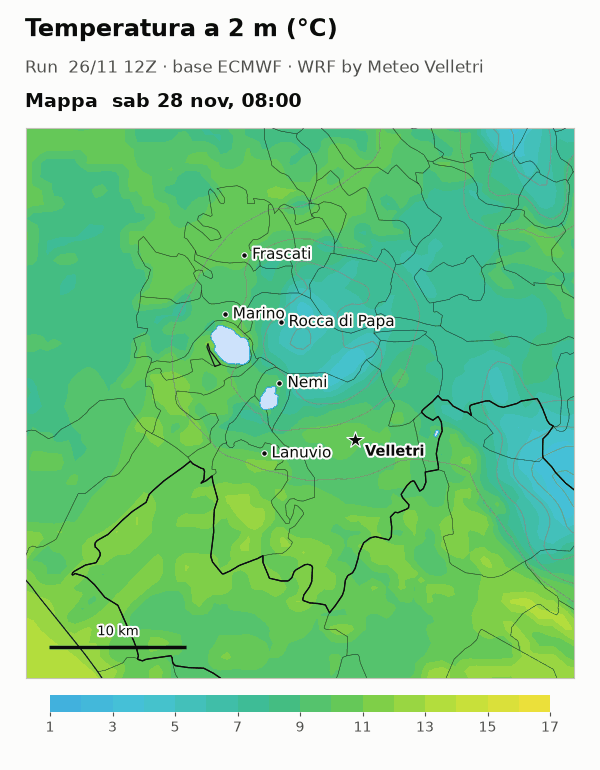 Temperatura a 2 m (°C)
Run  26/11 12Z · base ECMWF · WRF by Meteo Velletri
Mappa  sab 28 nov, 08:00
Frascati
Marino
Rocca di Papa
Nemi
Velletri
Lanuvio
10 km
1 3 5 7 9 11 13 15 17